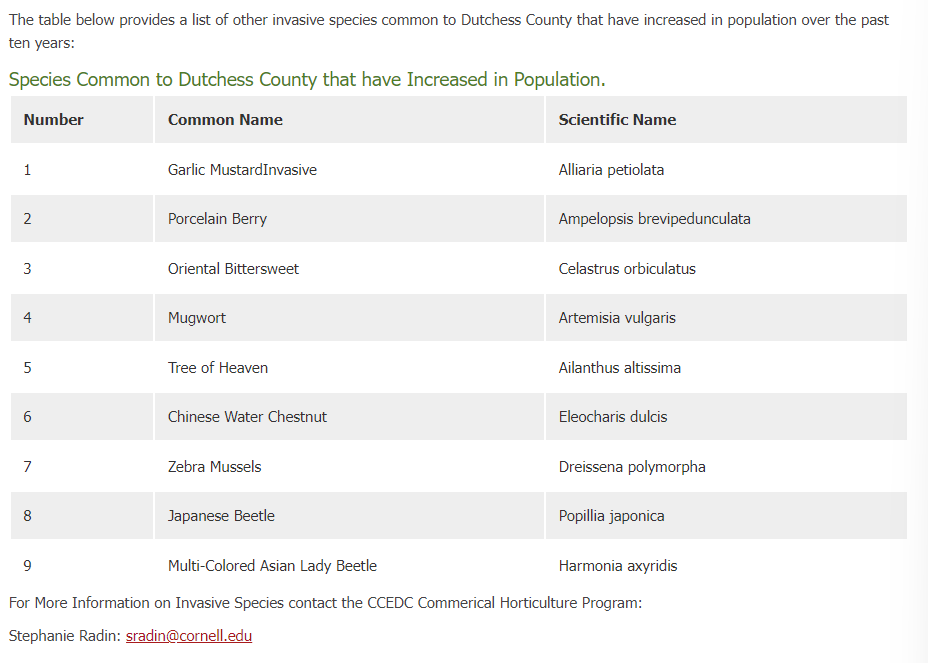 The table below provides a list of other invasive species common to Dutchess County that have increased in population over the past
ten years:
Species Common to Dutchess County that have Increased in Population.
Number Common Name Scientific Name
1 Garlic MustardInvasive Alliaria petiolata
2 Porcelain Berry Ampelopsis brevipedunculata
3 Oriental Bittersweet Celastrus orbiculatus
4 Mugwort Artemisia vulgaris
5 Tree of Heaven Ailanthus altissima
6 Chinese Water Chestnut Eleocharis dulcis
7 Zebra Mussels Dreissena polymorpha
8 Japanese Beetle Popillia japonica
9 Multi-Colored Asian Lady Beetle Harmonia axyridis
For More Information on Invasive Species contact the CCEDC Commerical Horticulture Program:
Stephanie Radin: sradin@cornell.edu